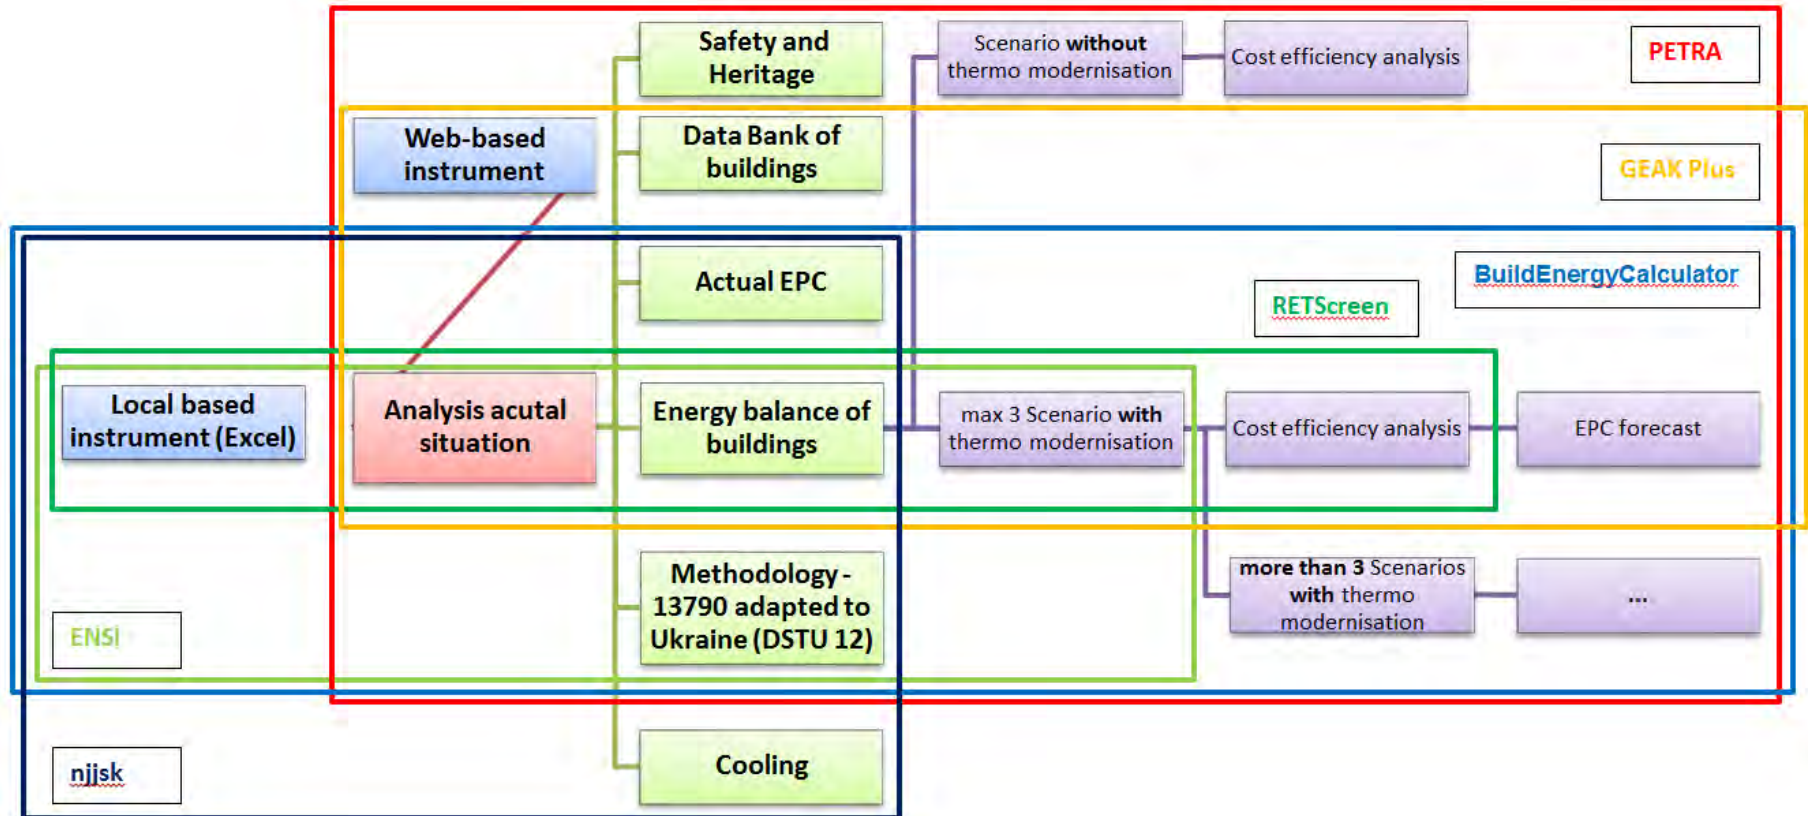 Safety and
Heritage
Scenario without
thermo modernisation
Cost efficiency analysis
PETRA
Web-based
instrument
Data Bank of
buildings
GEAK Plus
Actual EPC
BuildEnergyCalculator
RETScreen
Local based
instrument (Excel)
Analysis acutal
situation
Energy balance of
buildings
max 3 Scenario with
thermo modernisation
Cost efficiency analysis
EPC forecast
Methodology -
13790 adapted to
Ukraine (DSTU 12)
more than 3 Scenarios
with thermo
modernisation
...
ENSI
njjsk
Cooling